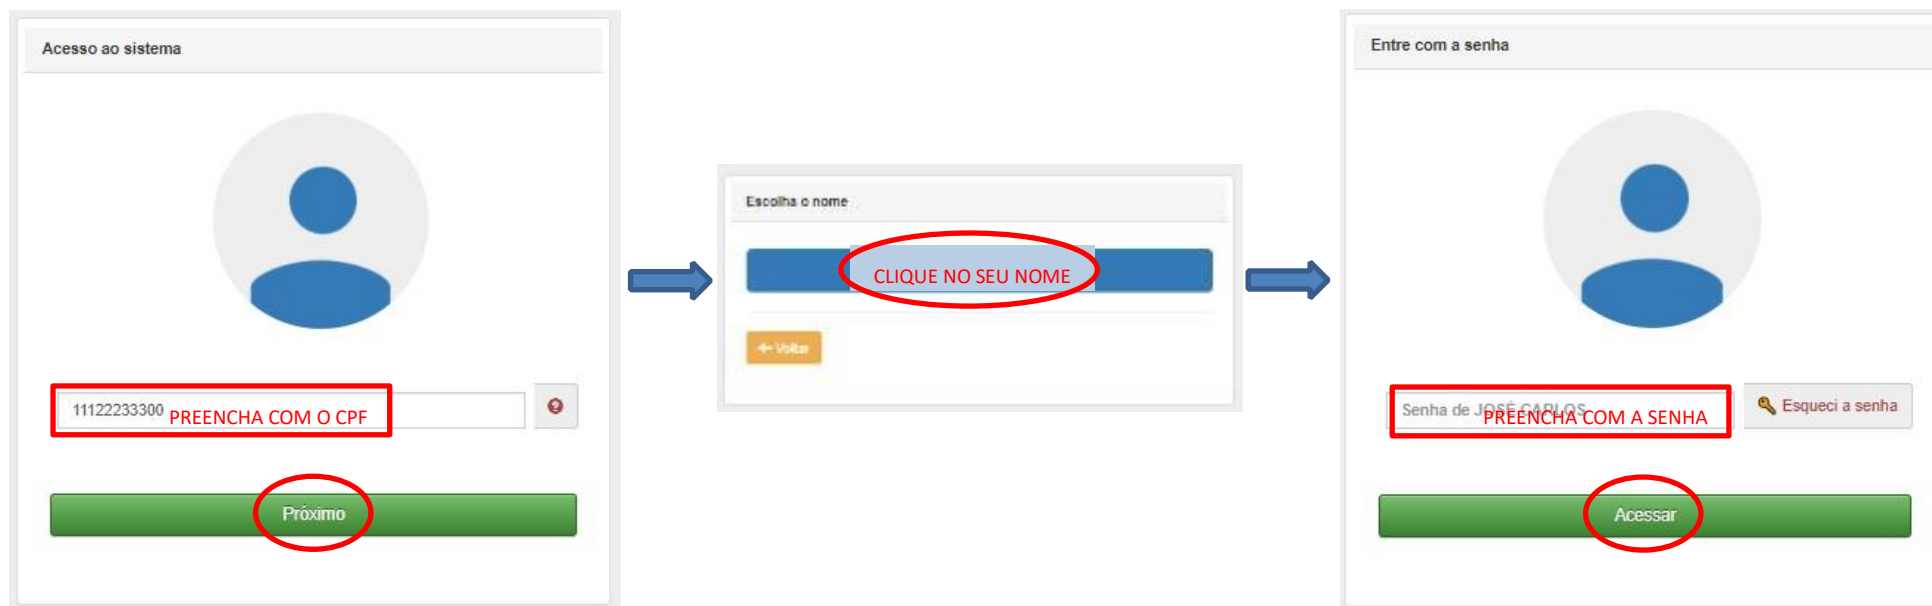 Acesso ao sistema
11122233300
PREENCHA COM O CPF
Próximo
Escolha o nome
CLIQUE NO SEU NOME
Voltar
Entre com a senha
Senha de JOSÉ CARLOS
PREENCHA COM A SENHA
Esqueci a senha
Acessar